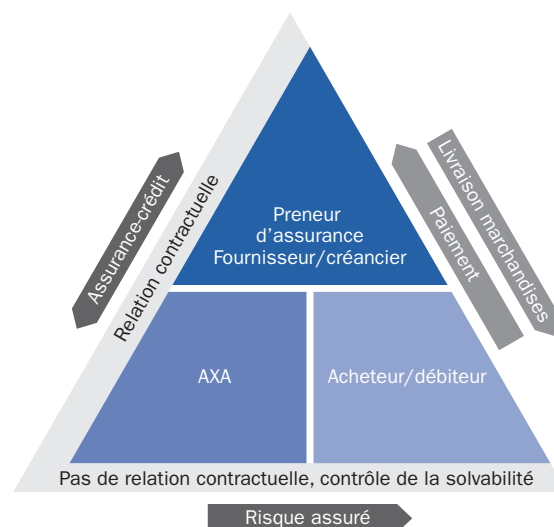 Assurance-crédit
Relation contractuelle
Preneur
d'assurance
Fournisseur/créancier
Livraison marchandises
Paiement
AXA
Acheteur/débiteur
Pas de relation contractuelle, contrôle de la solvabilité
Risque assuré